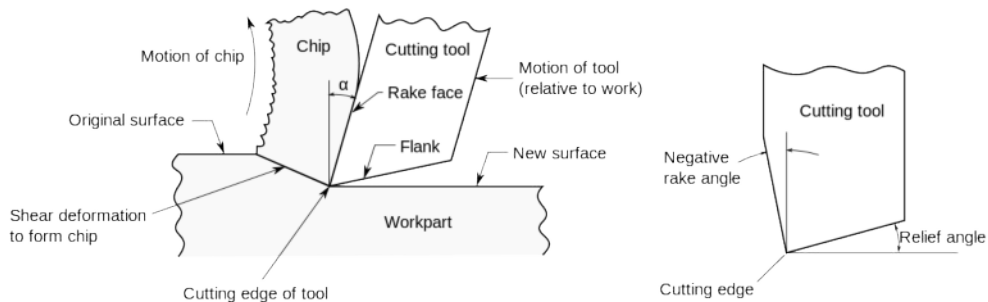 Motion of chip
Chip
Cutting tool
α
Rake face
Motion of tool
(relative to work)
Original surface
Flank
New surface
Shear deformation
to form chip
Workpart
Cutting edge of tool
Cutting tool
Negative
rake angle
Relief angle
Cutting edge